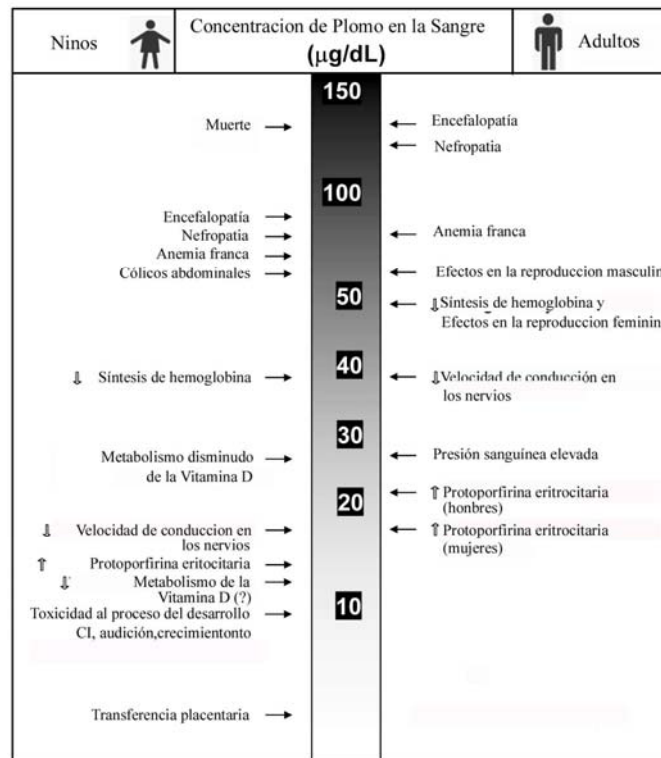 Ninos
Concentracion de Plomo en la Sangre
(µg/dL)
Adultos
150
Muerte
Encefalopatía
Nefropatia
100
Encefalopatía
Nefropatia
Anemia franca
Anemia franca
Cólicos abdominales
Efectos en la reproduccion masculin
50
⇩Síntesis de hemoglobina y
Efectos en la reproduccion feminin
40
⇩ Síntesis de hemoglobina
⇩Velocidad de conducción en
los nervios
30
Metabolismo disminudo
de la Vitamina D
Presión sanguínea elevada
20
⇧ Protoporfirina eritrocitaria
(honbres)
⇩ Velocidad de conduccion en
los nervios
⇧ Protoporfirina eritrocitaria
(mujeres)
⇧ Protoporfirina eritocitaria
⇩ Metabolismo de la
Vitamina D (?)
10
Toxicidad al proceso del desarrollo
CI, audición,crecimientonto
Transferencia placentaria